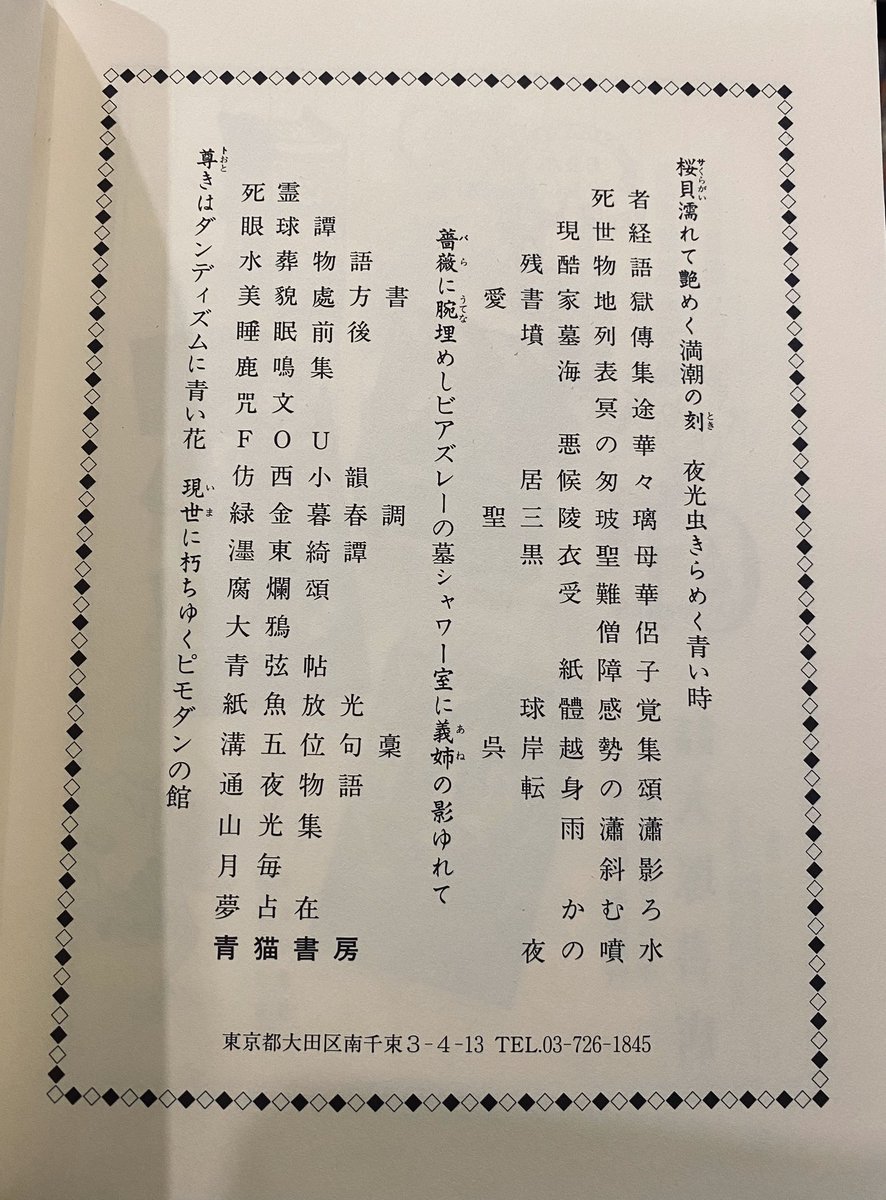 桜貝濡れて艶めく満潮の刻　夜光虫きらめく青い時
死者
現世経
残酷物語
愛書家地獄
墳墓列傳
海表集
冥途
悪の華
居候匆々
聖三陵玻璃
黒衣聖母
受難華
僧侶
紙障子
球體感覚
呉岸越勢集
転身の頌
雨瀟瀟
斜影
かむろ
夜の噴水
薔薇に腕埋めしビアズレーの墓シャワー室に義姉の影ゆれて
死霊
眼球譚
水葬物語
美貌處方書
睡眠前後
鹿鳴集
咒文
FOU
仿西小韻
緑金暮春調
濹東綺譚
腐爛頌
大鴉
青弦帖
紙魚放光
溝五位句稾
通夜物語
山光集
月毎
夢占在
尊きはダンディズムに青い花　現世に朽ちゆくピモダンの館
青猫書房
東京都大田区南千束3-4-13 TEL.03-726-1845